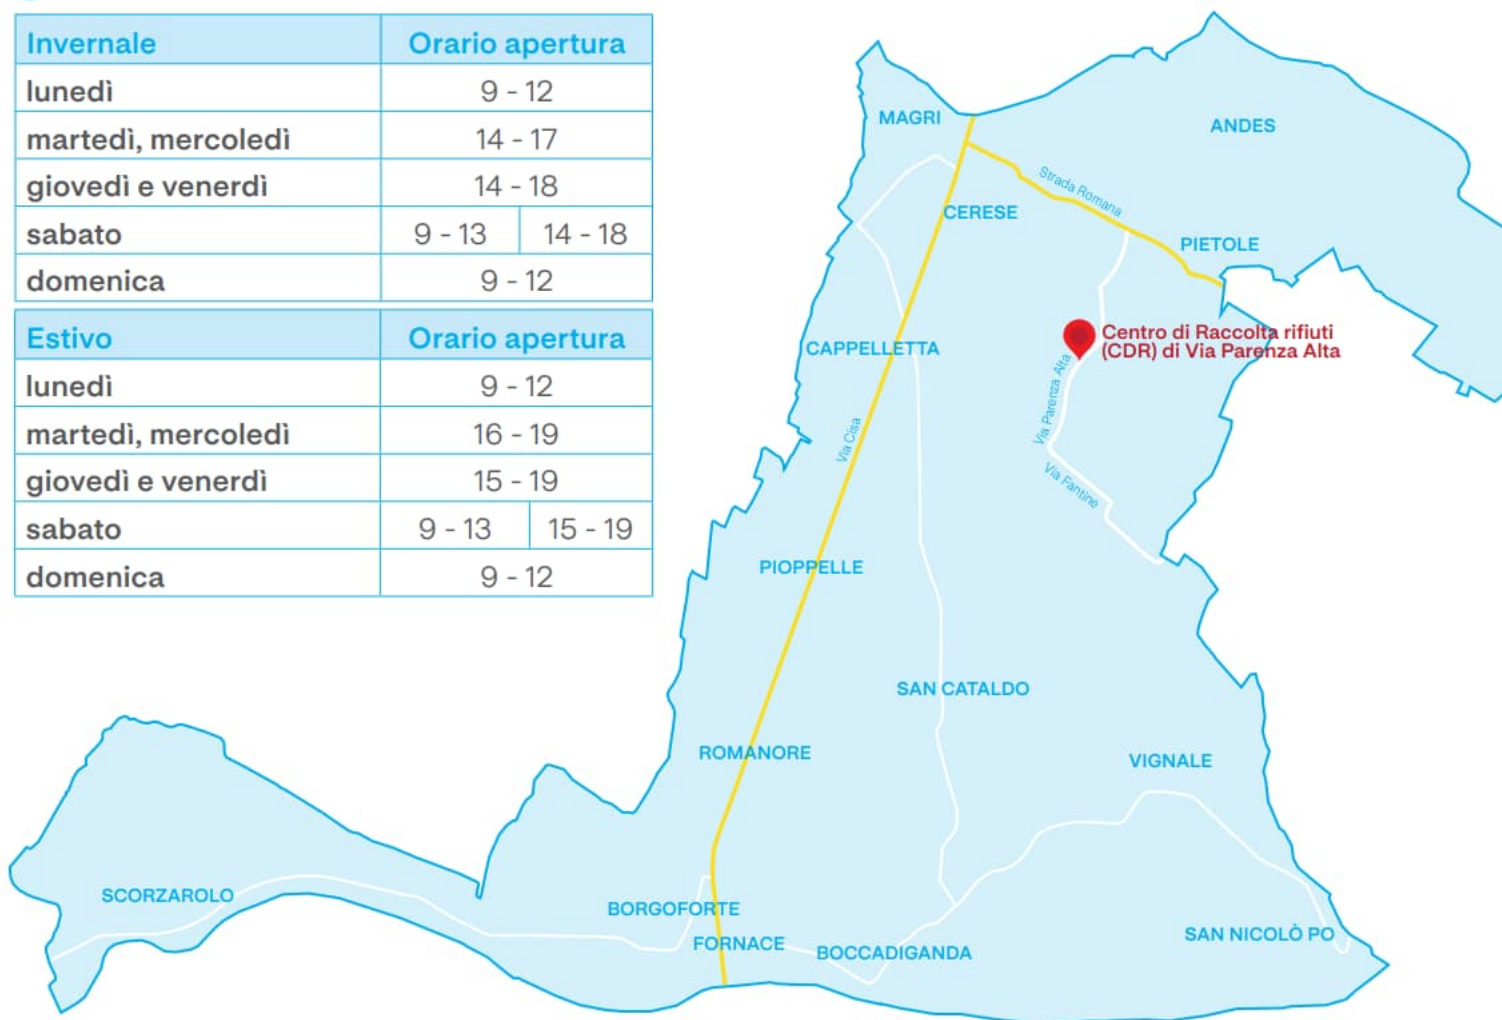 Invernale Orario apertura
lunedì 9 - 12
martedì, mercoledì 14 - 17
giovedì e venerdì 14 - 18
sabato 9 - 13 14 - 18
domenica 9 - 12
Estivo Orario apertura
lunedì 9 - 12
martedì, mercoledì 16 - 19
giovedì e venerdì 15 - 19
sabato 9 - 13 15 - 19
domenica 9 - 12
MAGRI
ANDES
Strada Romana
CERESE
PIETOLE
Centro di Raccolta rifiuti
(CDR) di Via Parenza Alta
CAPPELLETTA
Via Parenza Alta
Via Cisa
Via Fantine
PIOPPELLE
SAN CATALDO
ROMANORE
VIGNALE
SCORZAROLO
BORGOFORTE
FORNACE
BOCCADIGANDA
SAN NICOLÒ PO